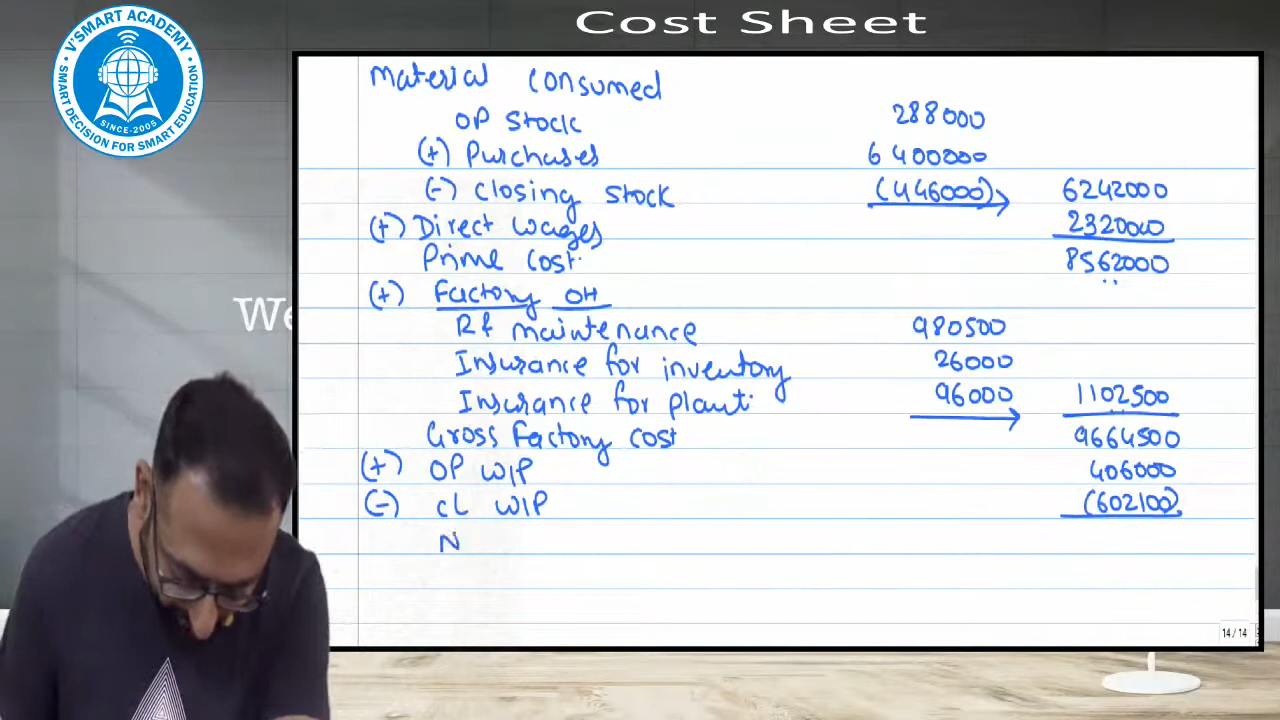 Cost Sheet
V'SMART ACADEMY
SINCE-2005
SMART DECISION FOR SMART EDUCATION
We
Material Consumed
OP Stock 288000
(+) Purchases 6400000
(-) Closing Stock (446000) 6242000
(+) Direct Wages 2320000
Prime Cost 8562000
(+) Factory OH
R & maintenance 980500
Insurance for inventory 26000
Insurance for plant 96000 1102500
Gross Factory Cost 9664500
(+) OP WIP 406000
(-) CL WIP (602100)
N
14/14